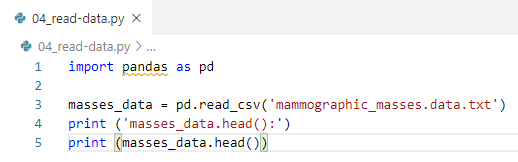 04_read-data.py ×
04_read-data.py > ...
1 import pandas as pd
2
3 masses_data = pd.read_csv('mammographic_masses.data.txt')
4 print ('masses_data.head():')
5 print (masses_data.head())